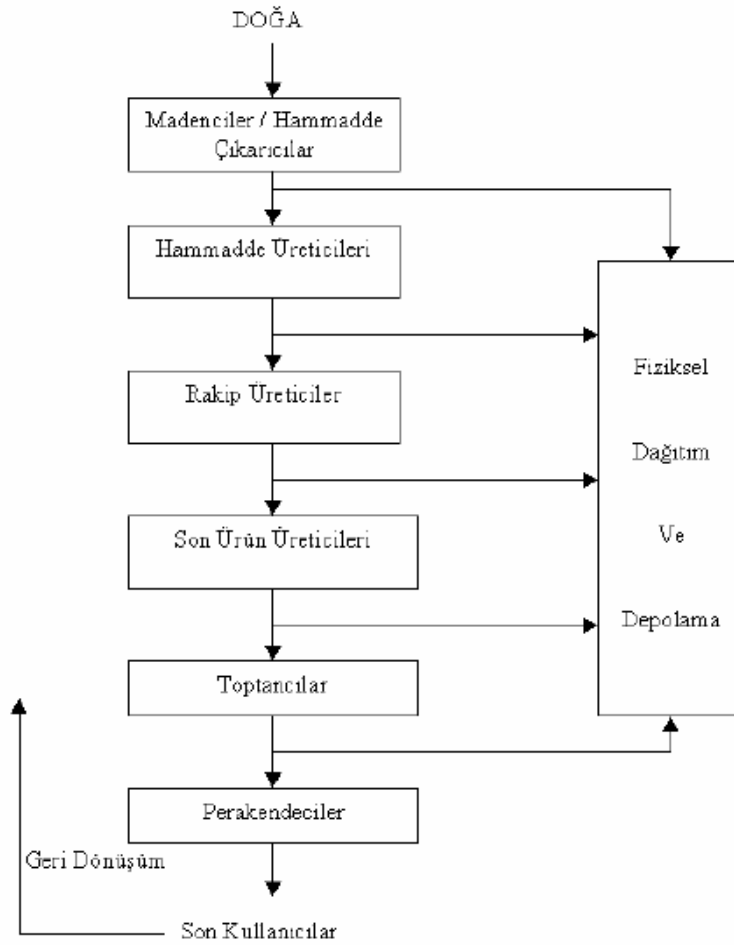 DOĞA
Madenciler / Hammadde
Çıkarıcılar
Hammadde Üreticileri
Rakip Üreticiler
Son Ürün Üreticileri
Toptancılar
Perakendeciler
Son Kullanıcılar
Geri Dönüşüm
Fiziksel
Dağıtım
Ve
Depolama